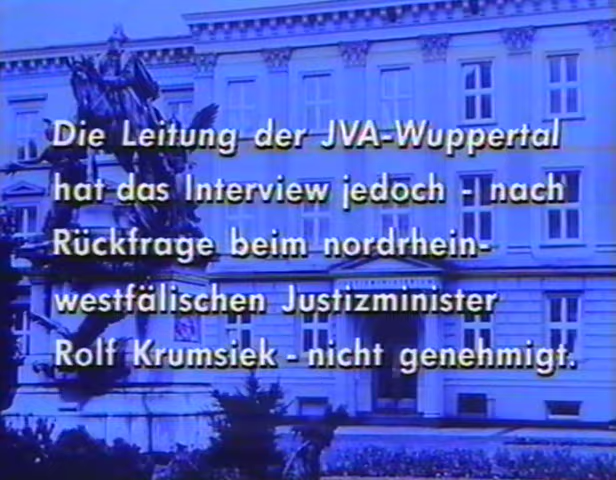 Die Leitung der JVA-Wuppertal
hat das Interview jedoch - nach
Rückfrage beim nordrhein-
westfälischen Justizminister
Rolf Krumsiek - nicht genehmigt.